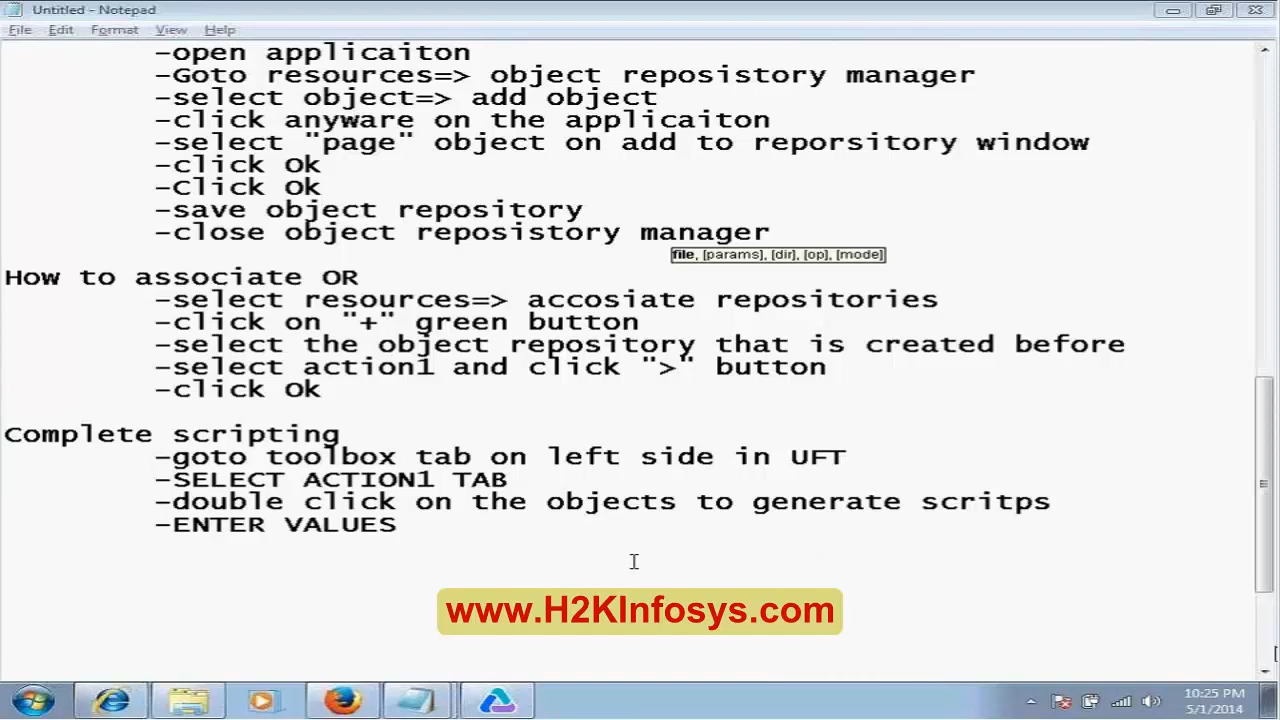 Untitled - Notepad
File Edit Format View Help
-open applicaiton
-Goto resources=> object reposistory manager
-select object=> add object
-click anyware on the applicaiton
-select "page" object on add to reporsitory window
-click Ok
-Click Ok
-save object repository
-close object reposistory manager
file, [params], [dir], [op], [mode]
How to associate OR
-select resources=> accosiate repositories
-click on "+" green button
-select the object repository that is created before
-select action1 and click ">" button
-click Ok
Complete scripting
-goto toolbox tab on left side in UFT
-SELECT ACTION1 TAB
-double click on the objects to generate scritps
-ENTER VALUES
www.H2KInfosys.com
10:25 PM
5/1/2014